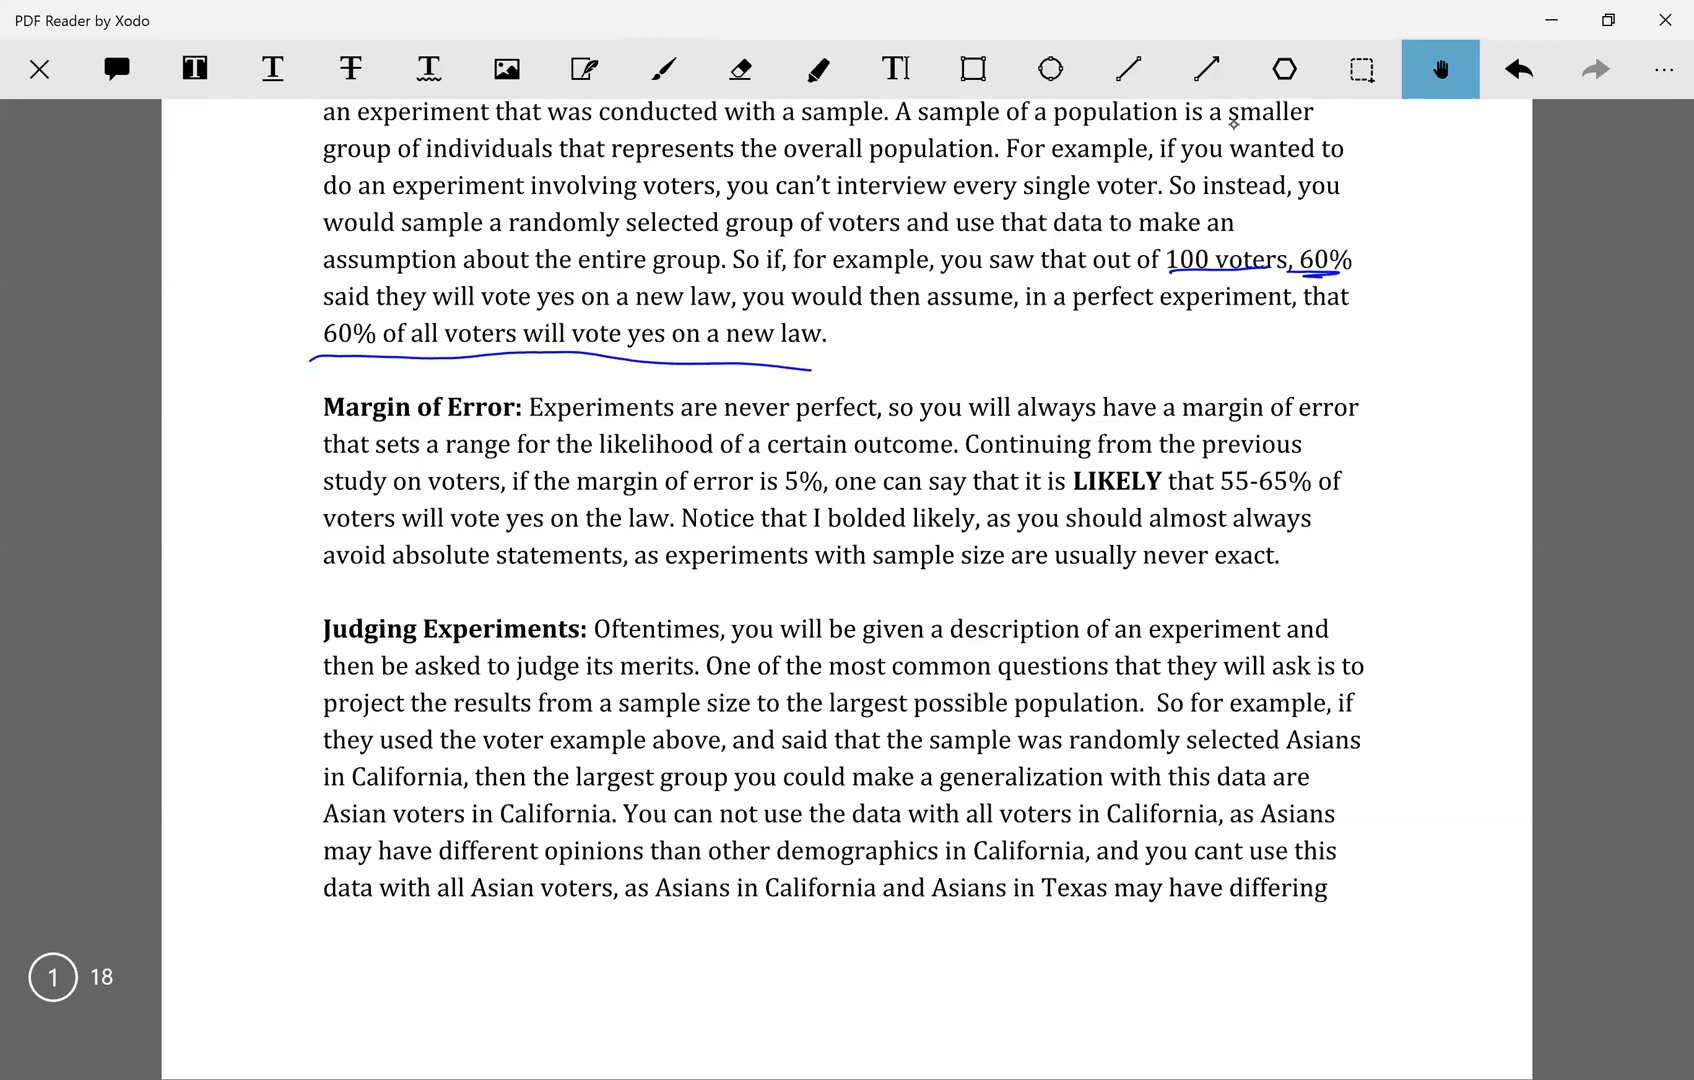 PDF Reader by Xodo
an experiment that was conducted with a sample. A sample of a population is a smaller
group of individuals that represents the overall population. For example, if you wanted to
do an experiment involving voters, you can’t interview every single voter. So instead, you
would sample a randomly selected group of voters and use that data to make an
assumption about the entire group. So if, for example, you saw that out of 100 voters, 60%
said they will vote yes on a new law, you would then assume, in a perfect experiment, that
60% of all voters will vote yes on a new law.
Margin of Error: Experiments are never perfect, so you will always have a margin of error
that sets a range for the likelihood of a certain outcome. Continuing from the previous
study on voters, if the margin of error is 5%, one can say that it is LIKELY that 55-65% of
voters will vote yes on the law. Notice that I bolded likely, as you should almost always
avoid absolute statements, as experiments with sample size are usually never exact.
Judging Experiments: Oftentimes, you will be given a description of an experiment and
then be asked to judge its merits. One of the most common questions that they will ask is to
project the results from a sample size to the largest possible population.  So for example, if
they used the voter example above, and said that the sample was randomly selected Asians
in California, then the largest group you could make a generalization with this data are
Asian voters in California. You can not use the data with all voters in California, as Asians
may have different opinions than other demographics in California, and you cant use this
data with all Asian voters, as Asians in California and Asians in Texas may have differing
1 18